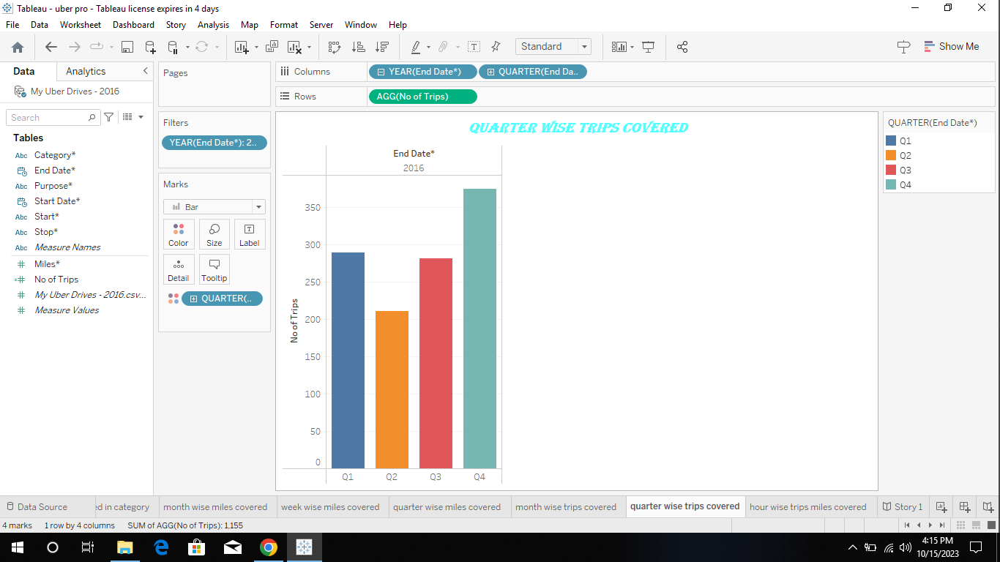 Tableau - uber pro - Tableau license expires in 4 days
File Data Worksheet Dashboard Story Analysis Map Format Server Window Help
Standard
Show Me
Data Analytics
My Uber Drives - 2016
Search
Tables
Abc Category*
End Date*
Abc Purpose*
Start Date*
Abc Start*
Abc Stop*
Abc Measure Names
# Miles*
=# No of Trips
# My Uber Drives - 2016.csv...
# Measure Values
Pages
Filters
YEAR(End Date*): 2..
Marks
Bar
Color Size Label
Detail Tooltip
QUARTER(..
Columns YEAR(End Date*) QUARTER(End Da..
Rows AGG(No of Trips)
QUARTER WISE TRIPS COVERED
End Date*
2016
No of Trips
350
300
250
200
150
100
50
0
Q1 Q2 Q3 Q4
QUARTER(End Date*)
Q1
Q2
Q3
Q4
Data Source ed in category month wise miles covered week wise miles covered quarter wise miles covered month wise trips covered quarter wise trips covered hour wise trips miles covered Story 1
4 marks 1 row by 4 columns SUM of AGG(No of Trips): 1,155
4:15 PM
10/15/2023